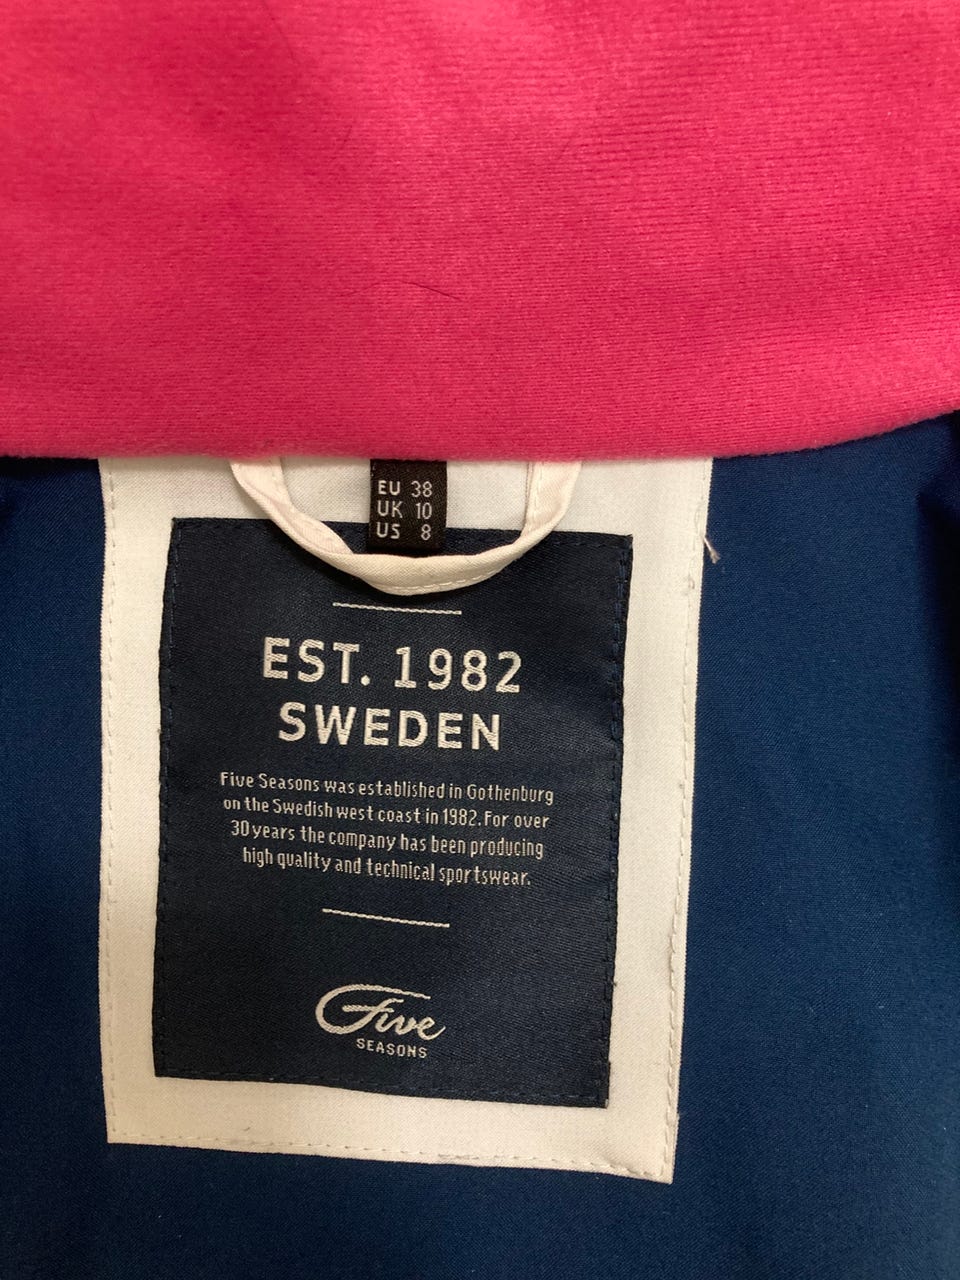 EU 38
UK 10
US 8
EST. 1982
SWEDEN
Five Seasons was established in Gothenburg
on the Swedish west coast in 1982. For over
30 years the company has been producing
high quality and technical sportswear.
Five
SEASONS